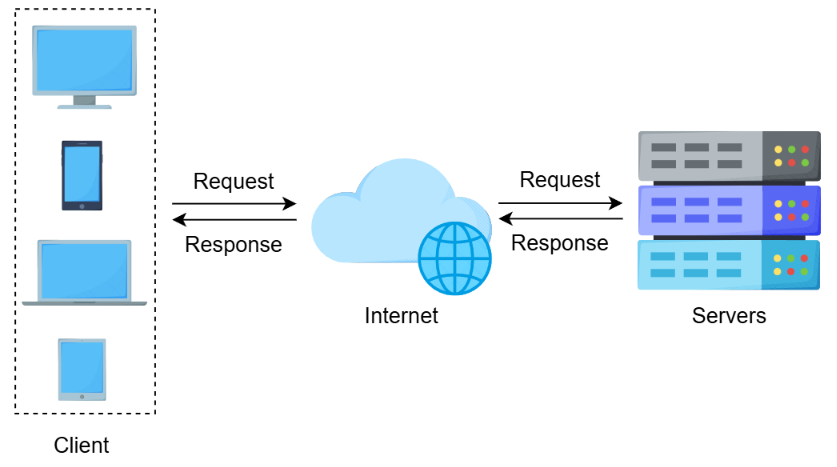 Request
Response
Request
Response
Internet
Servers
Client